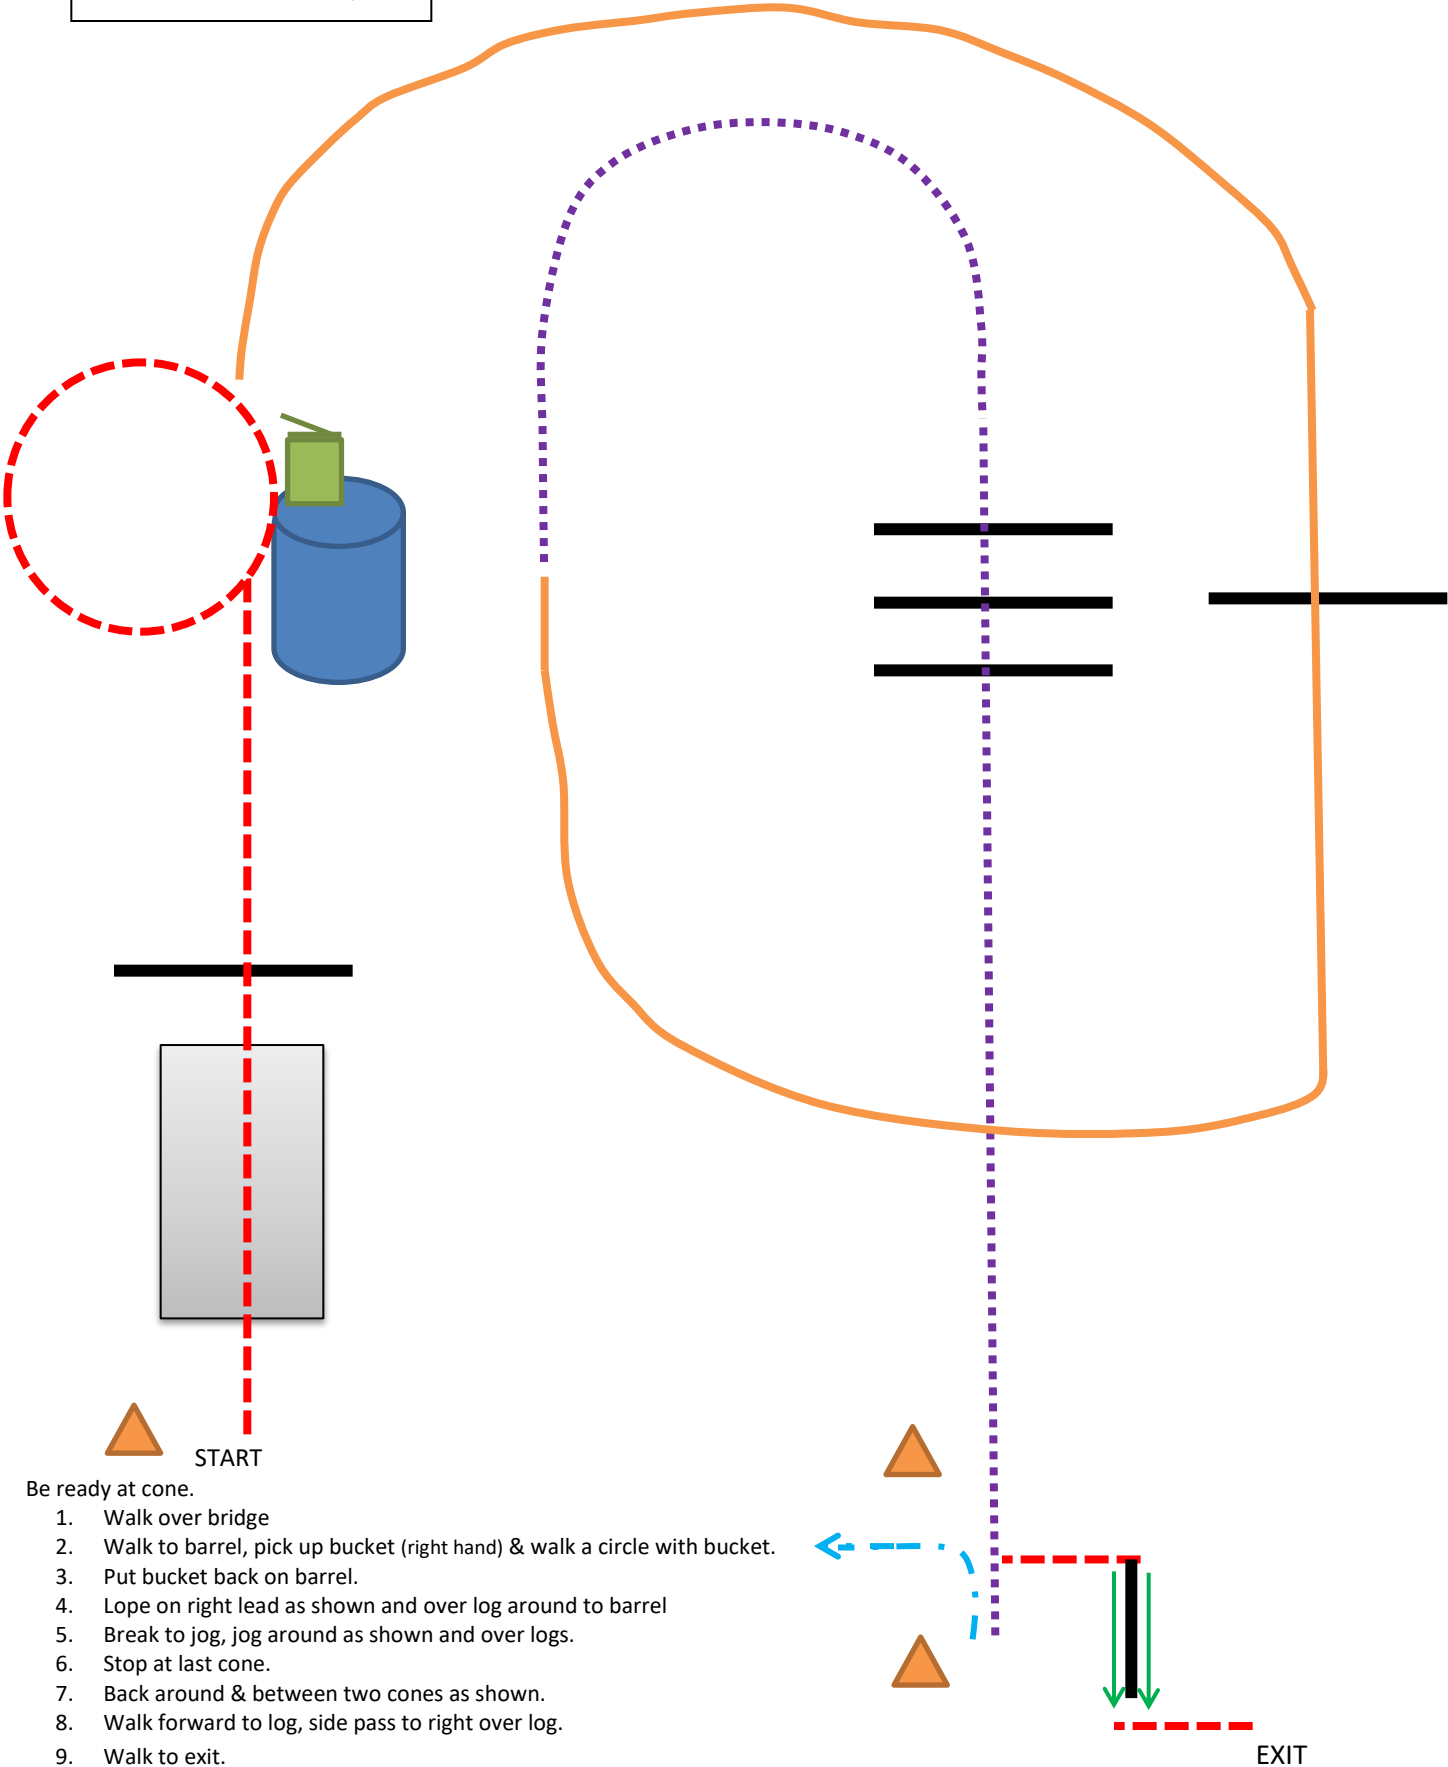 START
Be ready at cone.
1. Walk over bridge
2. Walk to barrel, pick up bucket (right hand) & walk a circle with bucket.
3. Put bucket back on barrel.
4. Lope on right lead as shown and over log around to barrel
5. Break to jog, jog around as shown and over logs.
6. Stop at last cone.
7. Back around & between two cones as shown.
8. Walk forward to log, side pass to right over log.
9. Walk to exit.
EXIT